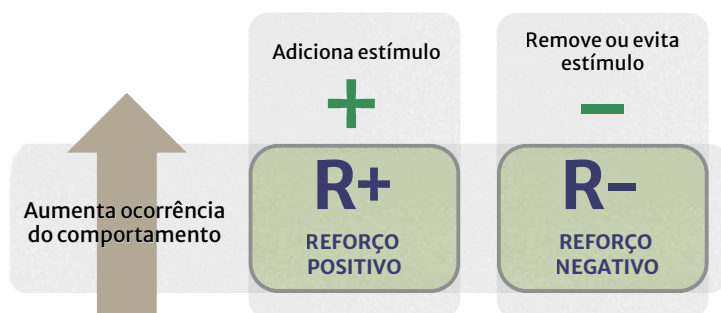 Adiciona estímulo
+
Remove ou evita
estímulo
−
Aumenta ocorrência
do comportamento
R+
REFORÇO
POSITIVO
R−
REFORÇO
NEGATIVO